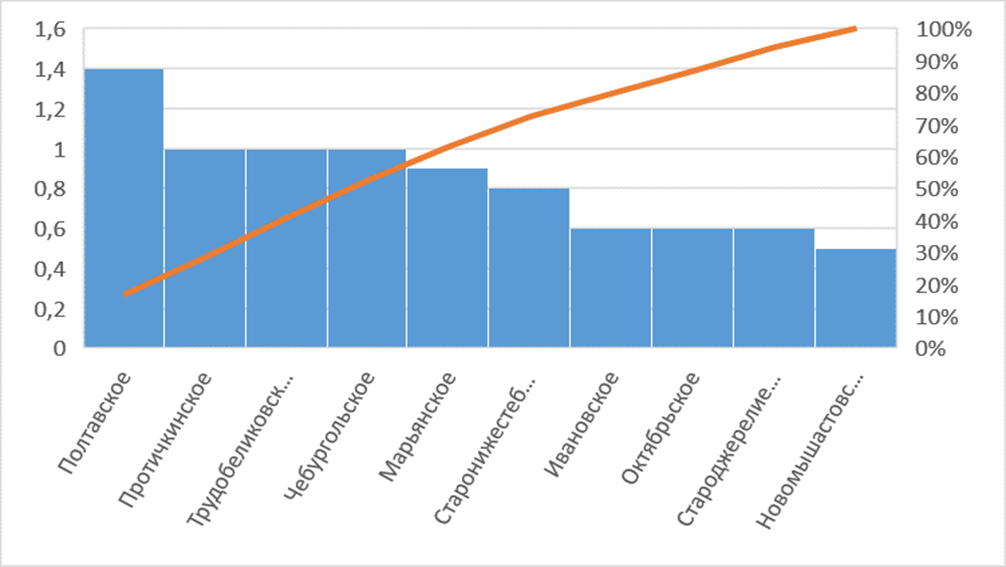 1,6
1,4
1,2
1
0,8
0,6
0,4
0,2
0
100%
90%
80%
70%
60%
50%
40%
30%
20%
10%
0%
Полтавское
Протичкинское
Трудобеликовск...
Чебургольское
Марьянское
Старонижестеб...
Ивановское
Октябрьское
Староджерелие...
Новомышастовс...